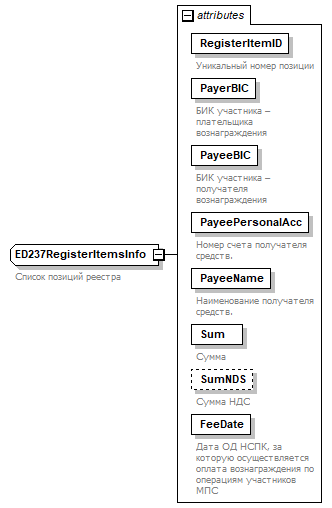 attributes
RegisterItemID
Уникальный номер позиции
PayerBIC
БИК участника –
плательщика
вознаграждения
PayeeBIC
БИК участника –
получателя
вознаграждения
PayeePersonalAcc
Номер счета получателя
средств.
ED237RegisterItemsInfo
Список позиций реестра
PayeeName
Наименование получателя
средств.
Sum
Сумма
SumNDS
Сумма НДС
FeeDate
Дата ОД НСПК, за
которую осуществляется
оплата вознаграждения по
операциям участников
МПС